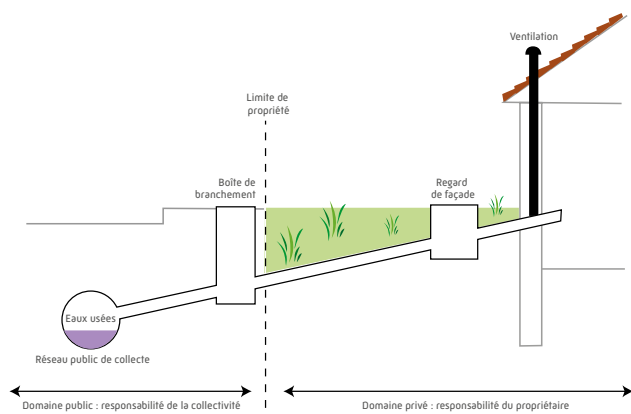 Ventilation
Limite de
propriété
Boîte de
branchement
Regard
de façade
Eaux usées
Réseau public de collecte
Domaine public : responsabilité de la collectivité
Domaine privé : responsabilité du propriétaire